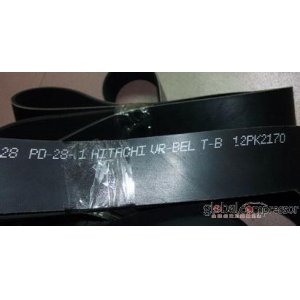 28 PD-28-1 HITACHI VR-BEL T-B 12PK2170
global compressor